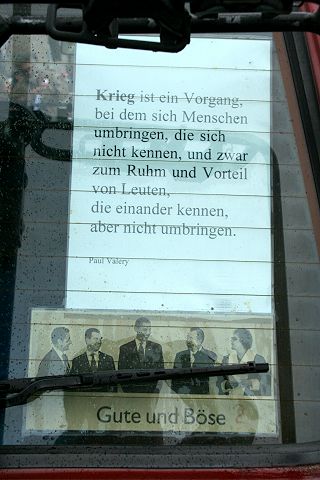 Krieg ist ein Vorgang,
bei dem sich Menschen
umbringen, die sich
nicht kennen, und zwar
zum Ruhm und Vorteil
von Leuten,
die einander kennen,
aber nicht umbringen.
Paul Valery
Gute und Böse